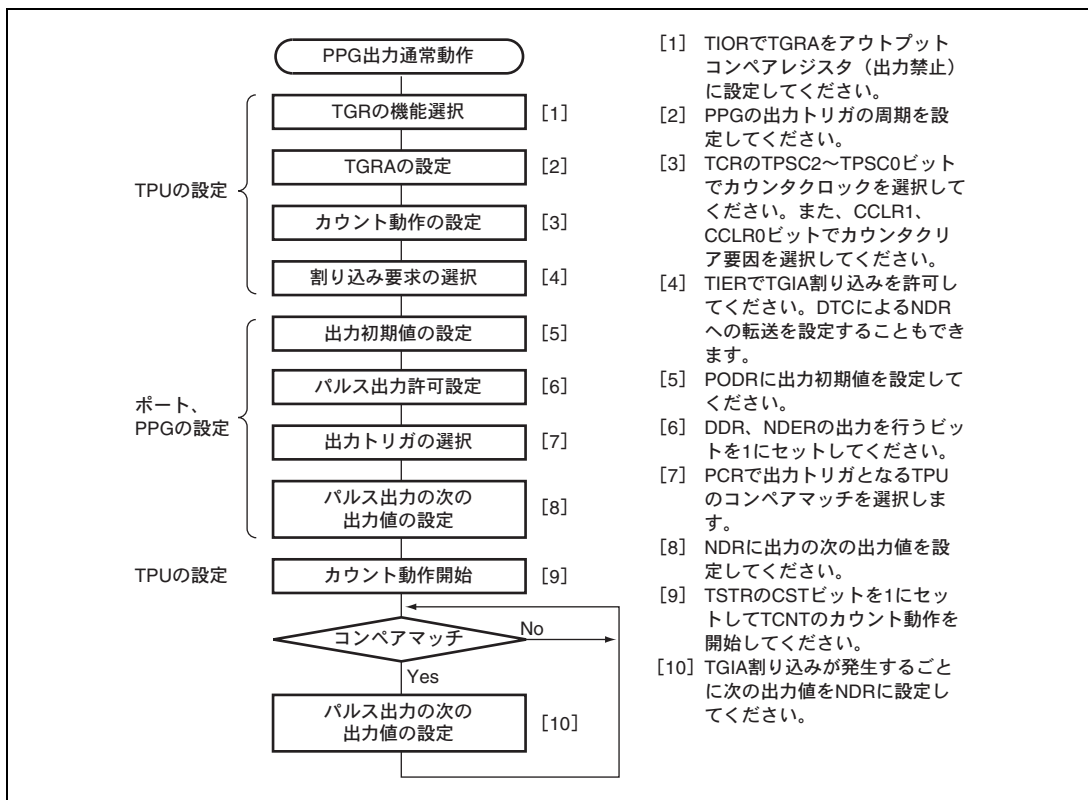 PPG出力通常動作
TPUの設定
TGRの機能選択 [1]
TGRAの設定 [2]
カウント動作の設定 [3]
割り込み要求の選択 [4]
ポート、
PPGの設定
出力初期値の設定 [5]
パルス出力許可設定 [6]
出力トリガの選択 [7]
パルス出力の次の
出力値の設定
[8]
TPUの設定
カウント動作開始 [9]
コンペアマッチ
No
Yes
パルス出力の次の
出力値の設定
[10]
[1] TIORでTGRAをアウトプット
コンペアレジスタ（出力禁止）
に設定してください。
[2] PPGの出力トリガの周期を設
定してください。
[3] TCRのTPSC2～TPSC0ビット
でカウンタクロックを選択して
ください。また、CCLR1、
CCLR0ビットでカウンタクリ
ア要因を選択してください。
[4] TIERでTGIA割り込みを許可し
てください。DTCによるNDR
への転送を設定することもでき
ます。
[5] PODRに出力初期値を設定して
ください。
[6] DDR、NDERの出力を行うビッ
トを1にセットしてください。
[7] PCRで出力トリガとなるTPU
のコンペアマッチを選択しま
す。
[8] NDRに出力の次の出力値を設
定してください。
[9] TSTRのCSTビットを1にセッ
トしてTCNTのカウント動作を
開始してください。
[10] TGIA割り込みが発生するごと
に次の出力値をNDRに設定し
てください。